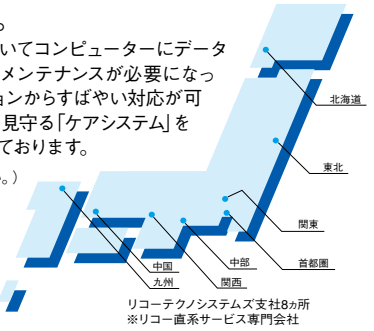 いてコンピューターにデータ
メンテナンスが必要になっ
ョンからすばやい対応が可
見守る「ケアシステム」を
ております。
。)
北海道
東北
関東
首都圏
中部
関西
中国
九州
リコーテクノシステムズ支社8ヵ所
※リコー直系サービス専門会社